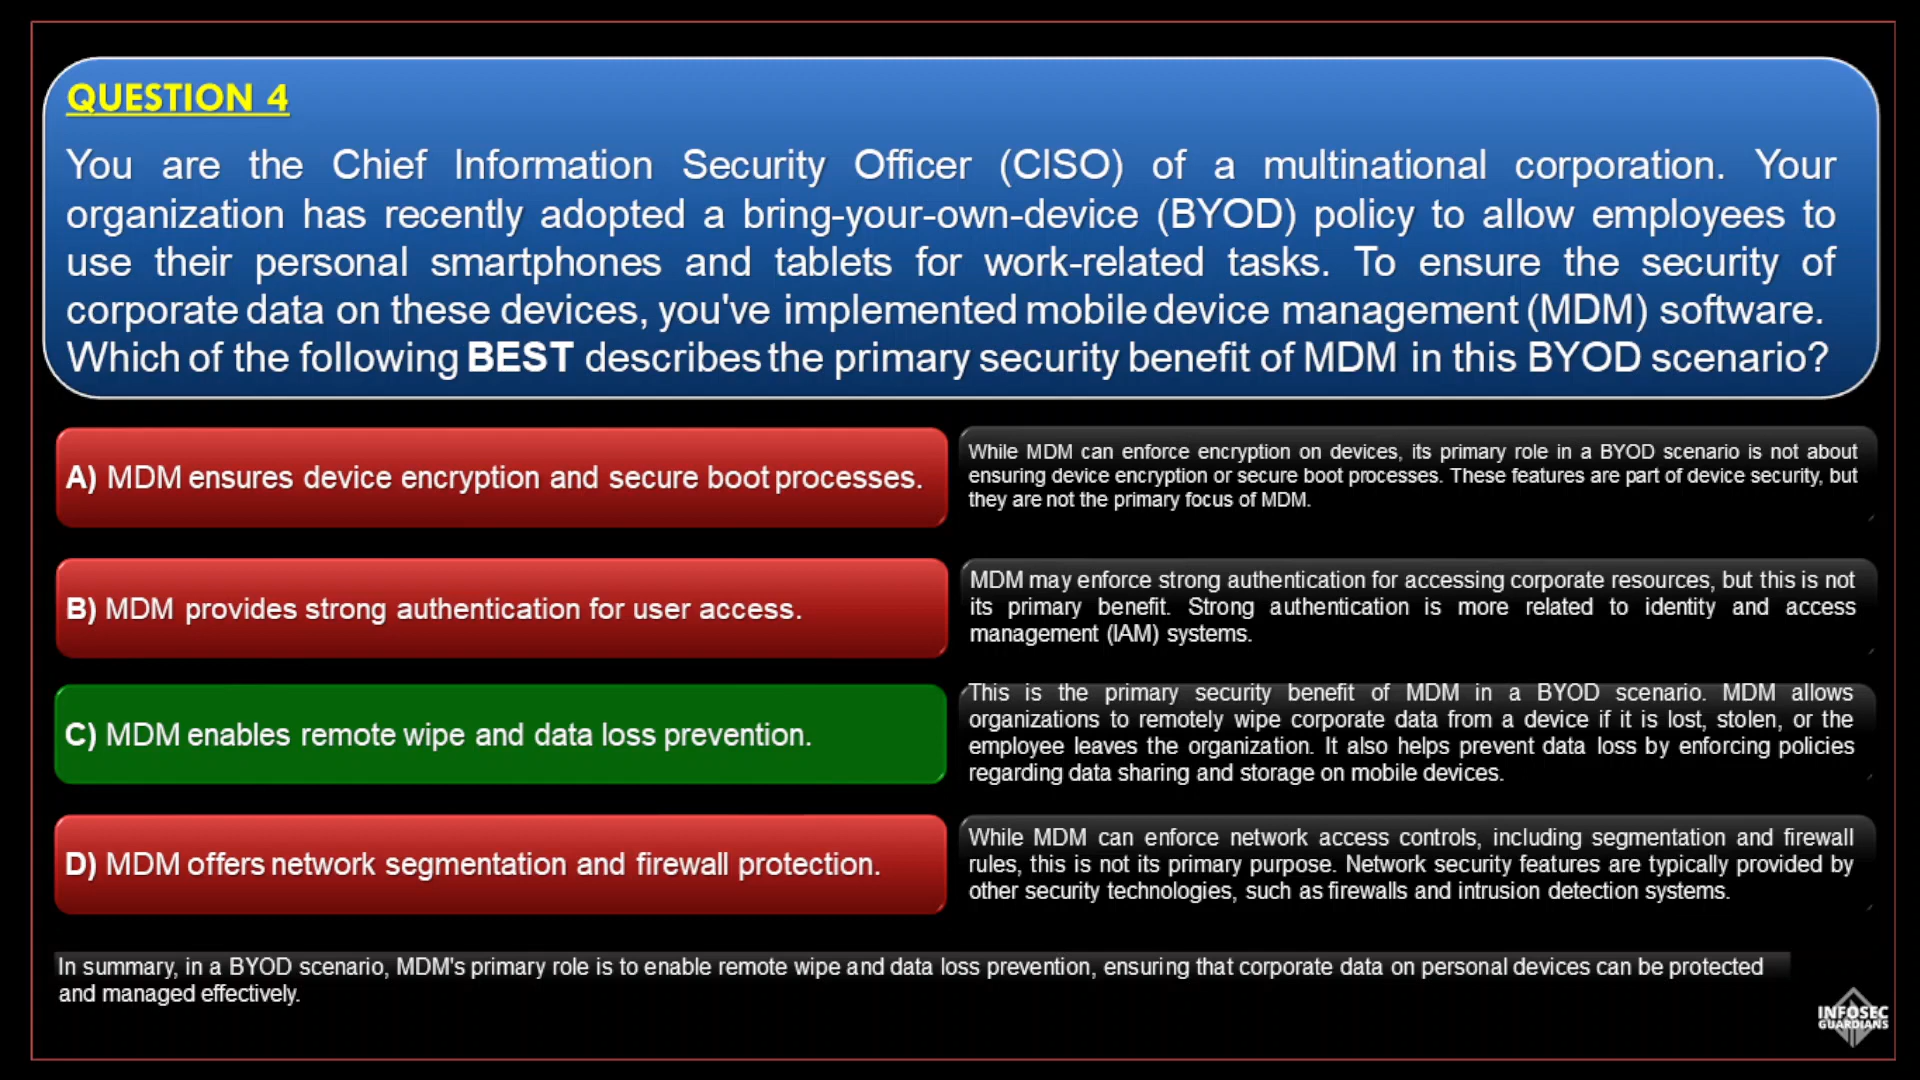 QUESTION 4
You are the Chief Information Security Officer (CISO) of a multinational corporation. Your
organization has recently adopted a bring-your-own-device (BYOD) policy to allow employees to
use their personal smartphones and tablets for work-related tasks. To ensure the security of
corporate data on these devices, you've implemented mobile device management (MDM) software.
Which of the following BEST describes the primary security benefit of MDM in this BYOD scenario?
A) MDM ensures device encryption and secure boot processes.
While MDM can enforce encryption on devices, its primary role in a BYOD scenario is not about
ensuring device encryption or secure boot processes. These features are part of device security, but
they are not the primary focus of MDM.
B) MDM provides strong authentication for user access.
MDM may enforce strong authentication for accessing corporate resources, but this is not
its primary benefit. Strong authentication is more related to identity and access
management (IAM) systems.
C) MDM enables remote wipe and data loss prevention.
This is the primary security benefit of MDM in a BYOD scenario. MDM allows
organizations to remotely wipe corporate data from a device if it is lost, stolen, or the
employee leaves the organization. It also helps prevent data loss by enforcing policies
regarding data sharing and storage on mobile devices.
D) MDM offers network segmentation and firewall protection.
While MDM can enforce network access controls, including segmentation and firewall
rules, this is not its primary purpose. Network security features are typically provided by
other security technologies, such as firewalls and intrusion detection systems.
In summary, in a BYOD scenario, MDM's primary role is to enable remote wipe and data loss prevention, ensuring that corporate data on personal devices can be protected
and managed effectively.
INFOSEC
GUARDIANS